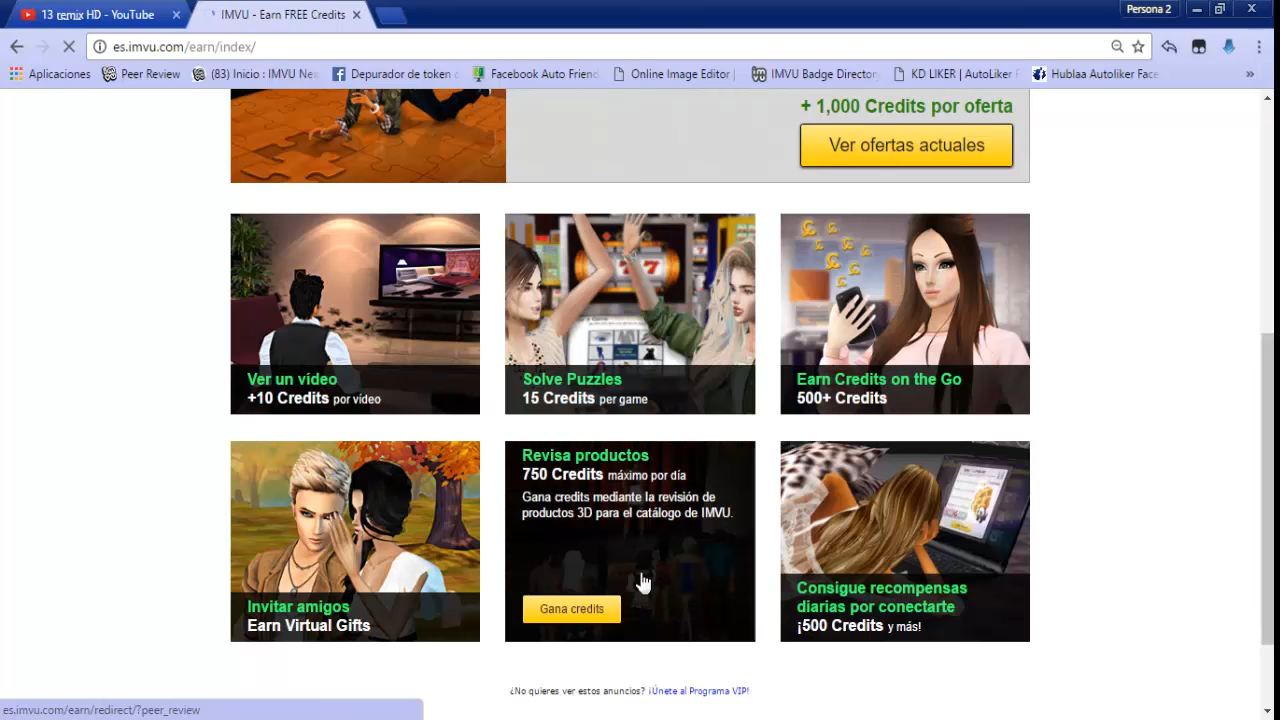 13 remix HD - YouTube
IMVU - Earn FREE Credits
Persona 2
es.imvu.com/earn/index/
Aplicaciones
Peer Review
(83) Inicio : IMVU Ne
Depurador de token
Facebook Auto Frien
Online Image Editor
IMVU Badge Directory
KD LIKER | AutoLiker
Hublaa Autoliker Face
»
+ 1,000 Credits por oferta
Ver ofertas actuales
Ver un vídeo
+10 Credits por vídeo
Solve Puzzles
15 Credits per game
Earn Credits on the Go
500+ Credits
Invitar amigos
Earn Virtual Gifts
Revisa productos
750 Credits máximo por día
Gana credits mediante la revisión de
productos 3D para el catálogo de IMVU.
Gana credits
Consigue recompensas
diarias por conectarte
¡500 Credits y más!
¿No quieres ver estos anuncios? ¡Únete al Programa VIP!
es.imvu.com/earn/redirect/?peer_review